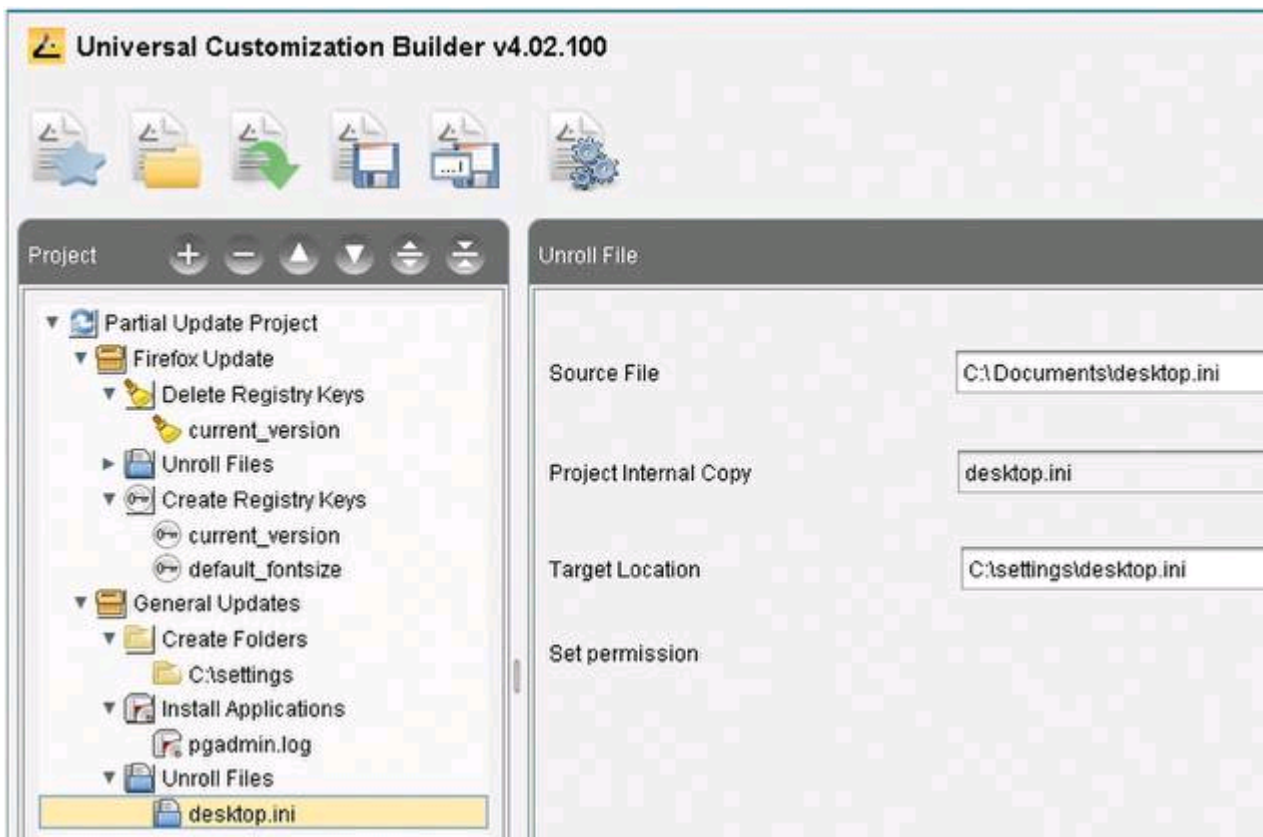 Universal Customization Builder v4.02.100
...I
Project
Unroll File
Partial Update Project
Firefox Update
Delete Registry Keys
current_version
Unroll Files
Create Registry Keys
current_version
default_fontsize
General Updates
Create Folders
C:\settings
Install Applications
pgadmin.log
Unroll Files
desktop.ini
Source File
C:\Documents\desktop.ini
Project Internal Copy
desktop.ini
Target Location
C:\settings\desktop.ini
Set permission